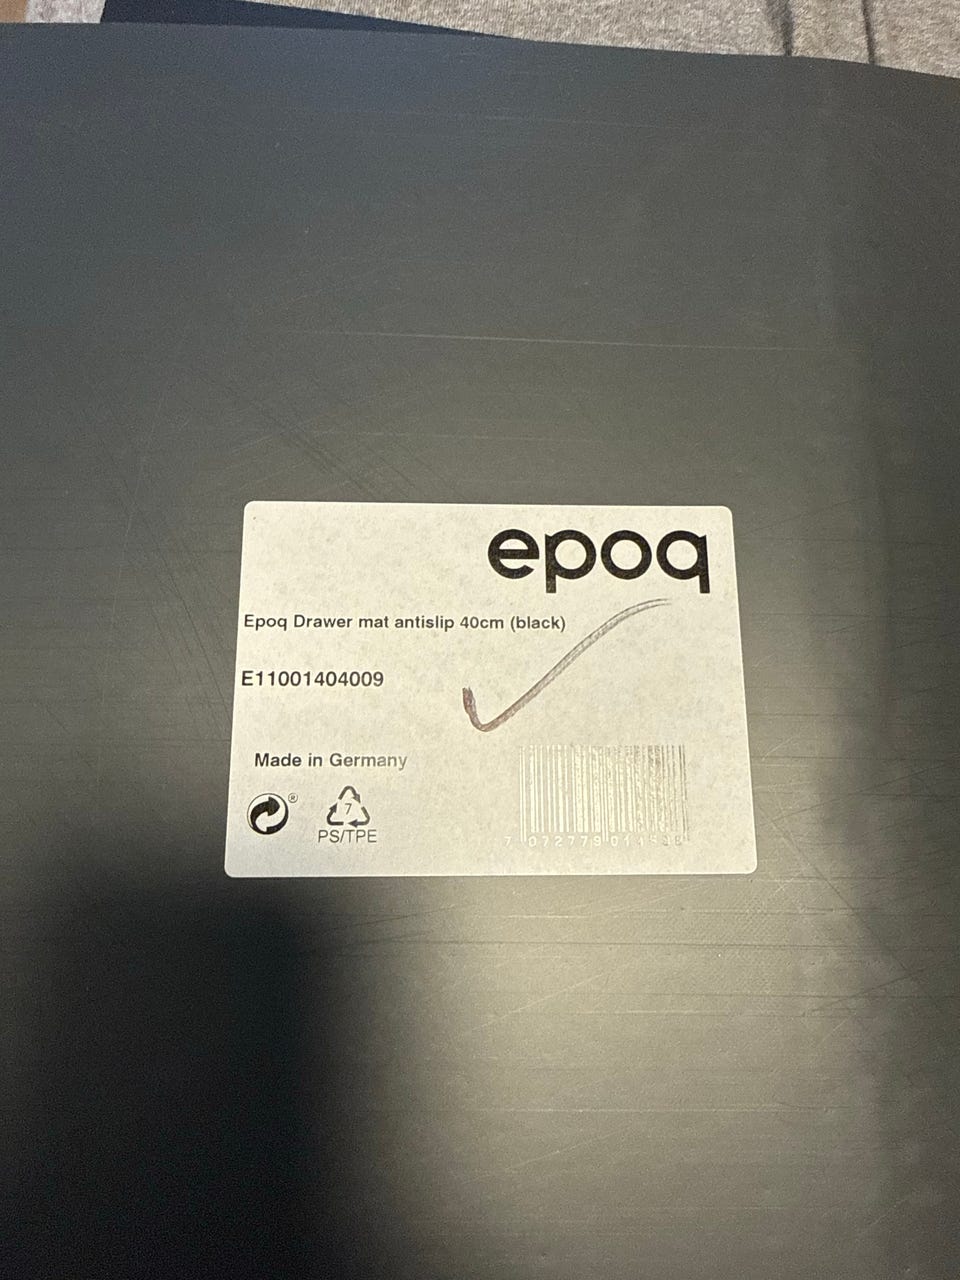 epoq
Epoq Drawer mat antislip 40cm (black)
E11001404009
Made in Germany
®
7
PS/TPE